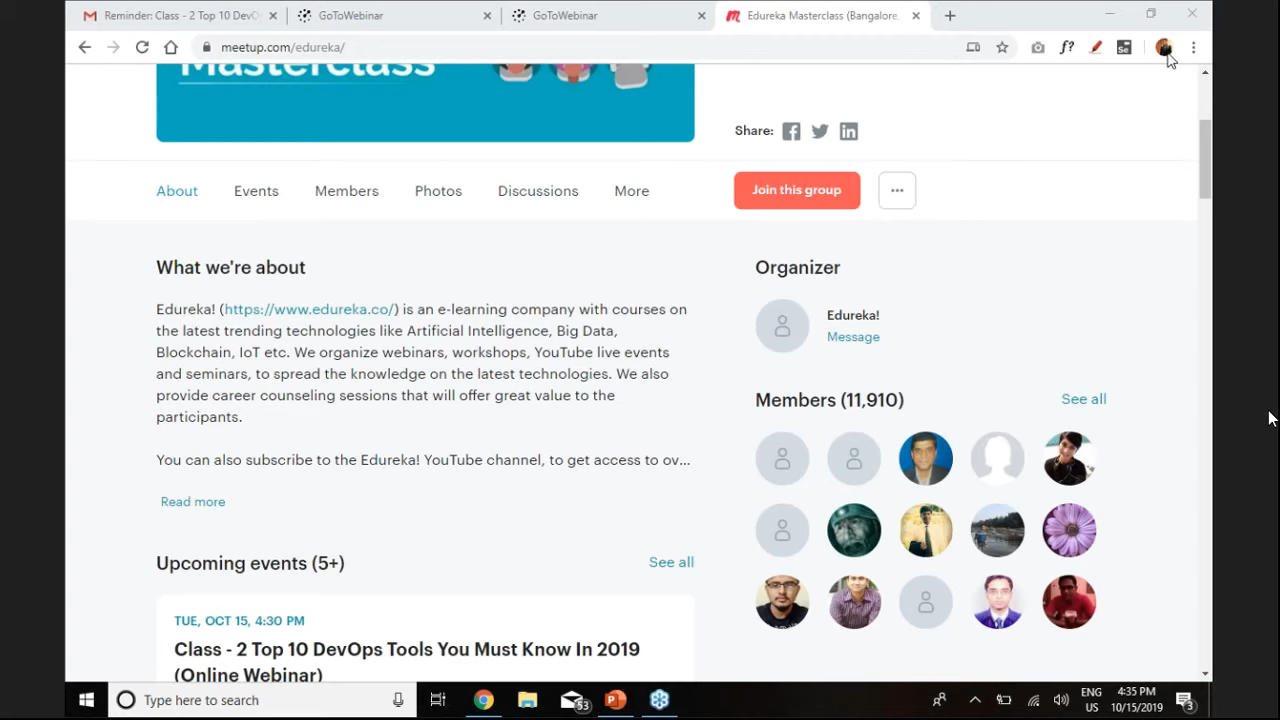 Reminder: Class - 2 Top 10 DevO
GoToWebinar
GoToWebinar
Edureka Masterclass (Bangalore,
meetup.com/edureka/
f?
Se
Masterclass
Share:
About
Events
Members
Photos
Discussions
More
Join this group
What we're about
Edureka! (https://www.edureka.co/) is an e-learning company with courses on
the latest trending technologies like Artificial Intelligence, Big Data,
Blockchain, IoT etc. We organize webinars, workshops, YouTube live events
and seminars, to spread the knowledge on the latest technologies. We also
provide career counseling sessions that will offer great value to the
participants.
You can also subscribe to the Edureka! YouTube channel, to get access to ov...
Read more
Organizer
Edureka!
Message
Members (11,910)
See all
Upcoming events (5+)
See all
TUE, OCT 15, 4:30 PM
Class - 2 Top 10 DevOps Tools You Must Know In 2019
(Online Webinar)
Type here to search
53
ENG
US
4:35 PM
10/15/2019
3